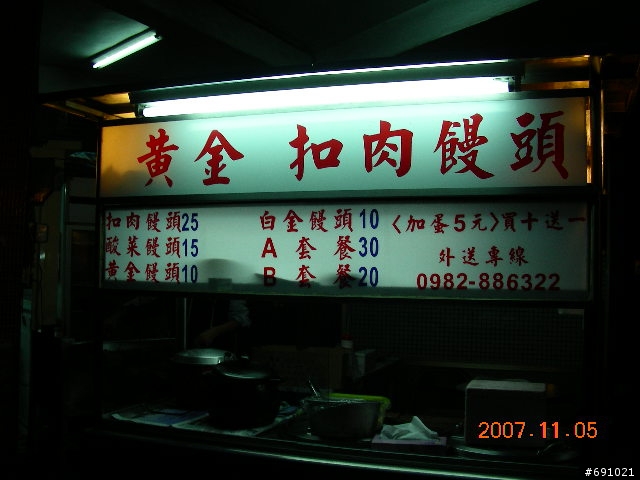 黃金 扣肉饅頭
扣肉饅頭25 白金饅頭10 〈加蛋5元〉買十送一
酸菜饅頭15 A套餐30 外送專線
黃金饅頭10 B套餐20 0982-886322
2007.11.05
#691021